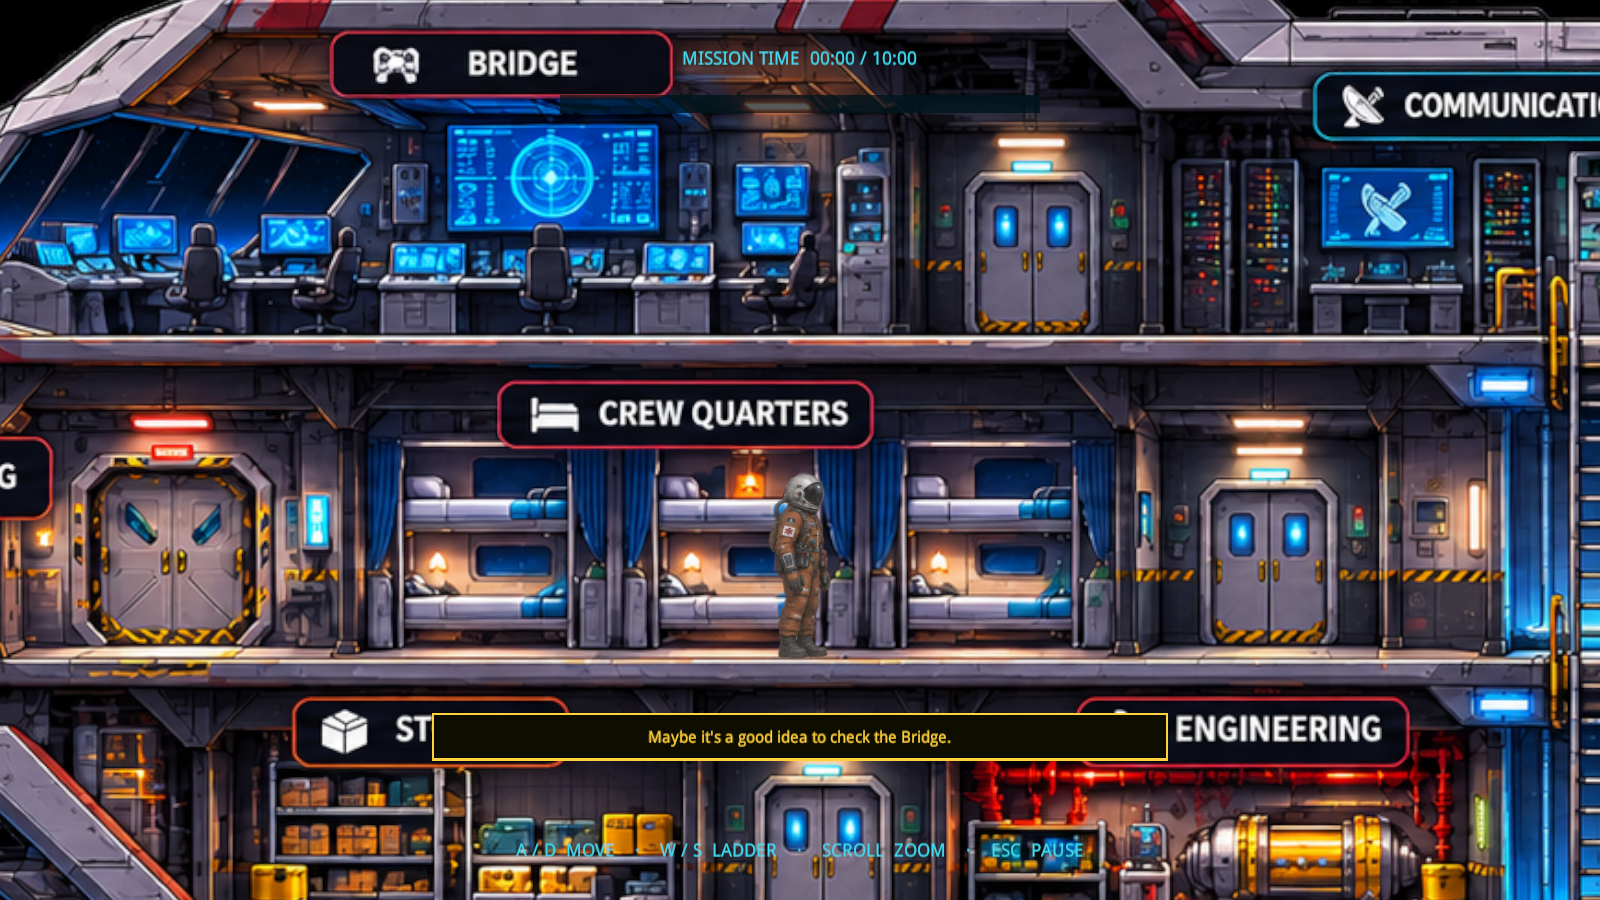 BRIDGE
MISSION TIME 00:00 / 10:00
COMMUNICATI
CREW QUARTERS
G
ST
ENGINEERING
Maybe it's a good idea to check the Bridge.
A / D MOVE · W / S LADDER · SCROLL ZOOM · ESC PAUSE